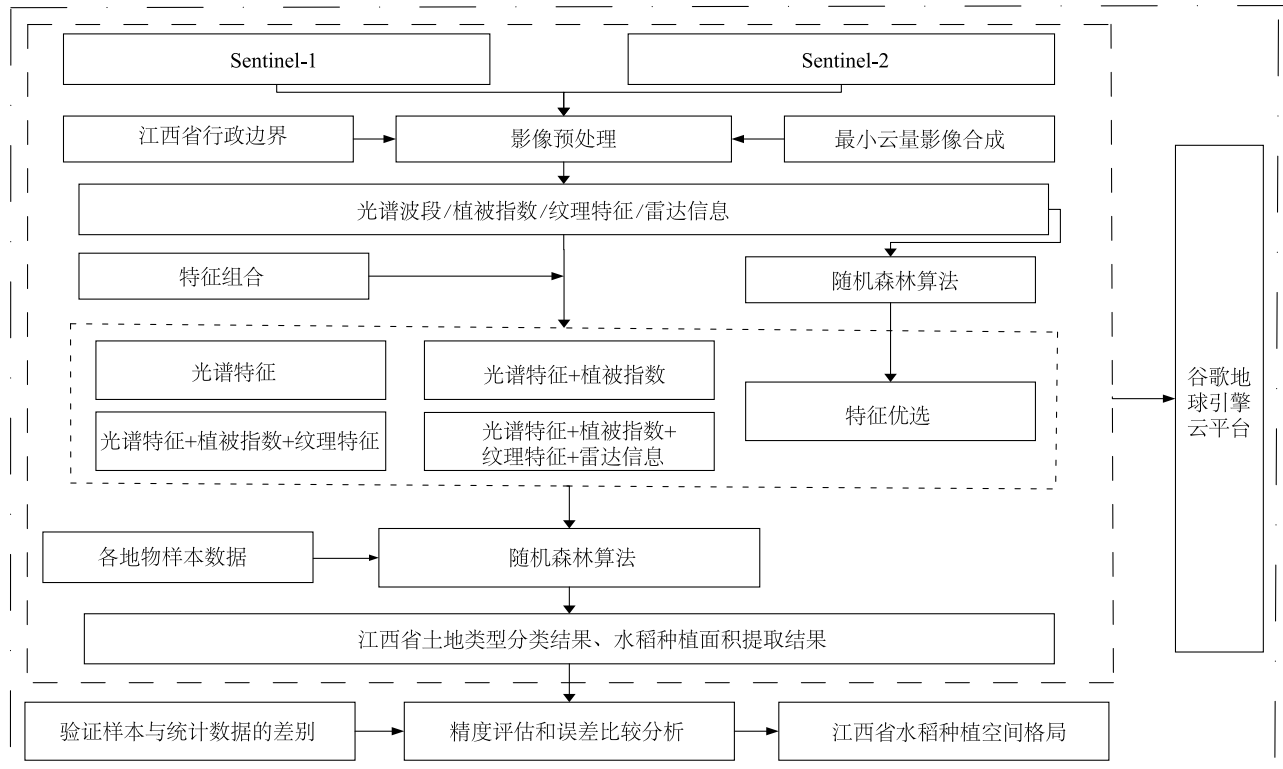 Sentinel-1
Sentinel-2
江西省行政边界
影像预处理
最小云量影像合成
光谱波段/植被指数/纹理特征/雷达信息
特征组合
随机森林算法
光谱特征
光谱特征+植被指数
特征优选
光谱特征+植被指数+纹理特征
光谱特征+植被指数+
纹理特征+雷达信息
各地物样本数据
随机森林算法
江西省土地类型分类结果、水稻种植面积提取结果
验证样本与统计数据的差别
精度评估和误差比较分析
江西省水稻种植空间格局
谷歌地
球引擎
云平台